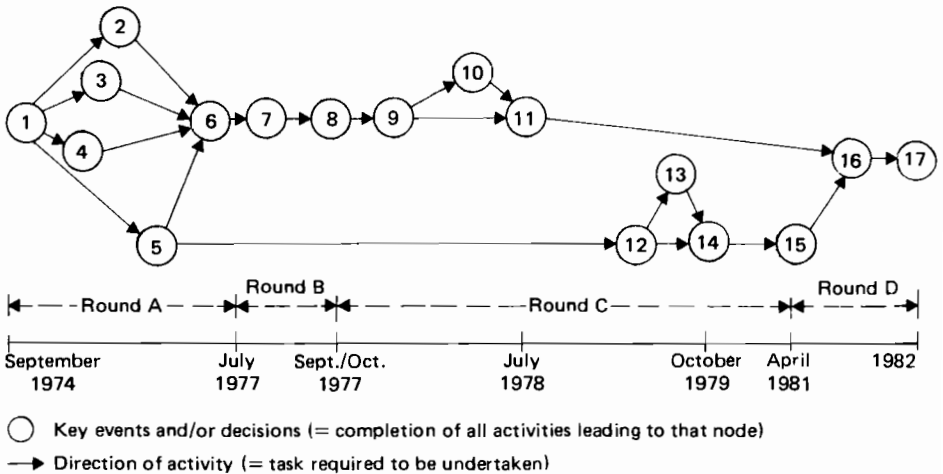 2
3
10
1
6
7
8
9
11
4
16
17
13
5
12
14
15
Round A
Round B
Round C
Round D
September
1974
July
1977
Sept./Oct.
1977
July
1978
October
1979
April
1981
1982
Key events and/or decisions (= completion of all activities leading to that node)
Direction of activity (= task required to be undertaken)